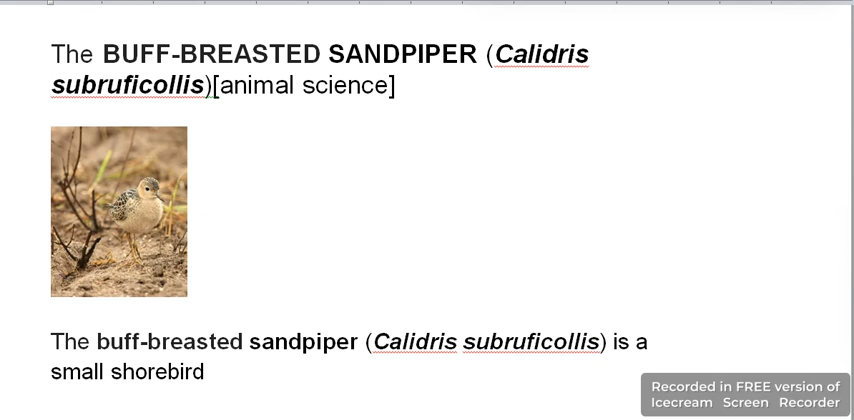 The BUFF-BREASTED SANDPIPER (Calidris
subruficollis)[animal science]
The buff-breasted sandpiper (Calidris subruficollis) is a
small shorebird
Recorded in FREE version of
Icecream Screen Recorder